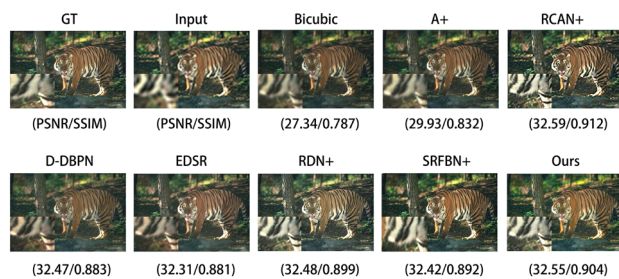 GT Input Bicubic A+ RCAN+
(PSNR/SSIM) (PSNR/SSIM) (27.34/0.787) (29.93/0.832) (32.59/0.912)
D-DBPN EDSR RDN+ SRFBN+ Ours
(32.47/0.883) (32.31/0.881) (32.48/0.899) (32.42/0.892) (32.55/0.904)